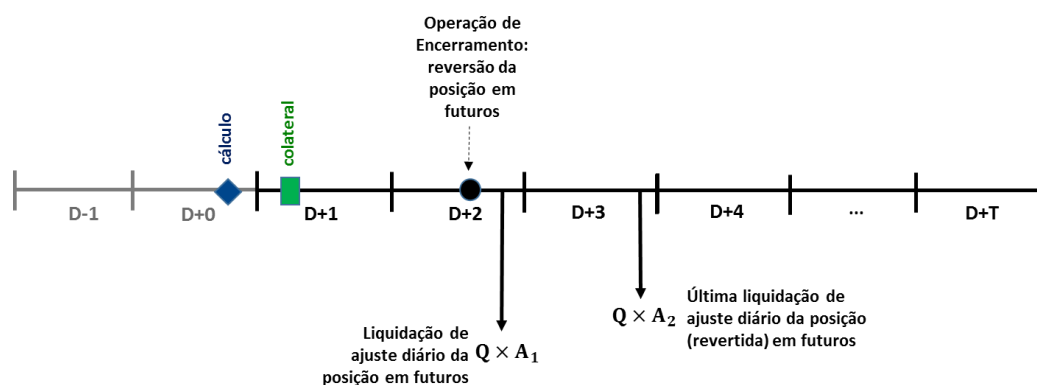 Operação de
Encerramento:
reversão da
posição em
futuros
cálculo
colateral
D-1
D+0
D+1
D+2
D+3
D+4
...
D+T
Liquidação de
ajuste diário da
posição em futuros
Q × A₁
Q × A₂
Última liquidação de
ajuste diário da posição
(revertida) em futuros